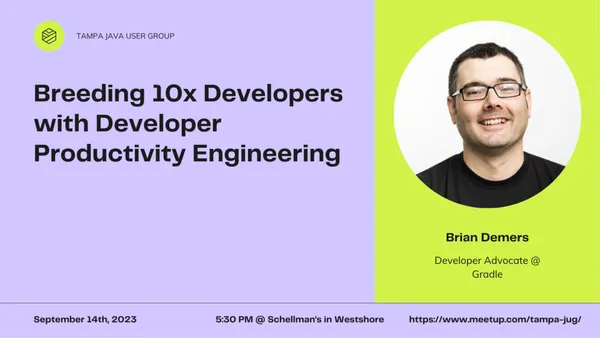 TAMPA JAVA USER GROUP
Breeding 10x Developers
with Developer
Productivity Engineering
Brian Demers
Developer Advocate @
Gradle
September 14th, 2023
5:30 PM @ Schellman's in Westshore
https://www.meetup.com/tampa-jug/